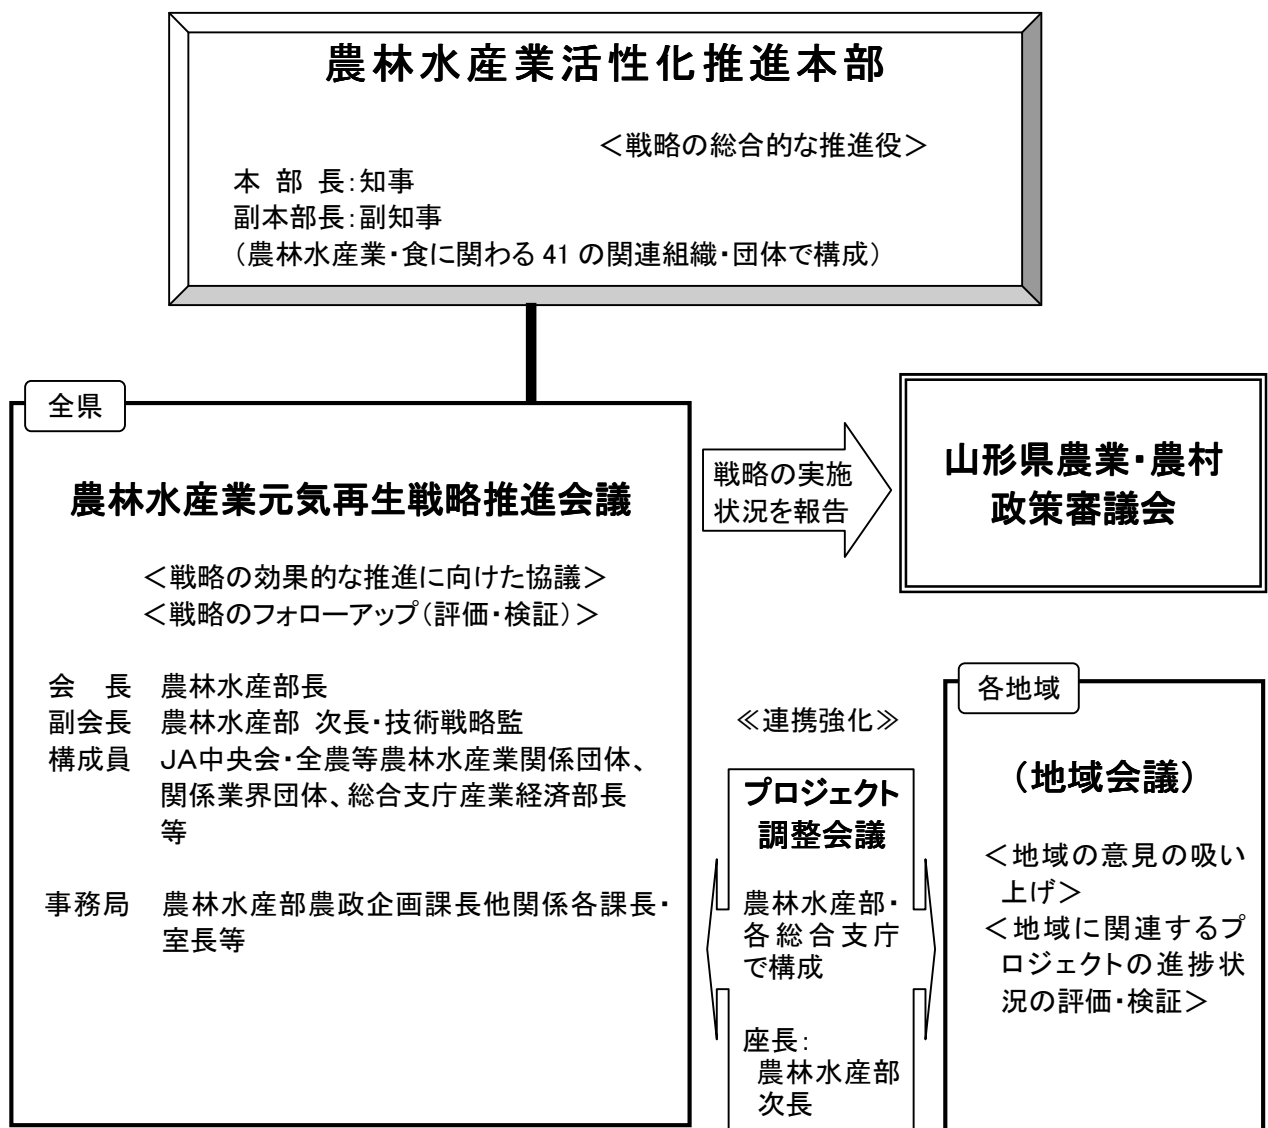 農林水産業活性化推進本部
＜戦略の総合的な推進役＞
本 部 長：知事
副本部長：副知事
（農林水産業・食に関わる 41 の関連組織・団体で構成）
全県
農林水産業元気再生戦略推進会議
＜戦略の効果的な推進に向けた協議＞
＜戦略のフォローアップ（評価・検証）＞
会　長　農林水産部長
副会長　農林水産部 次長・技術戦略監
構成員　JA中央会・全農等農林水産業関係団体、
関係業界団体、総合支庁産業経済部長
等
事務局　農林水産部農政企画課長他関係各課長・
室長等
戦略の実施
状況を報告
山形県農業・農村
政策審議会
≪連携強化≫
プロジェクト
調整会議
農林水産部・
各総合支庁
で構成
座長：
農林水産部
次長
各地域
（地域会議）
＜地域の意見の吸い
上げ＞
＜地域に関連するプ
ロジェクトの進捗状
況の評価・検証＞